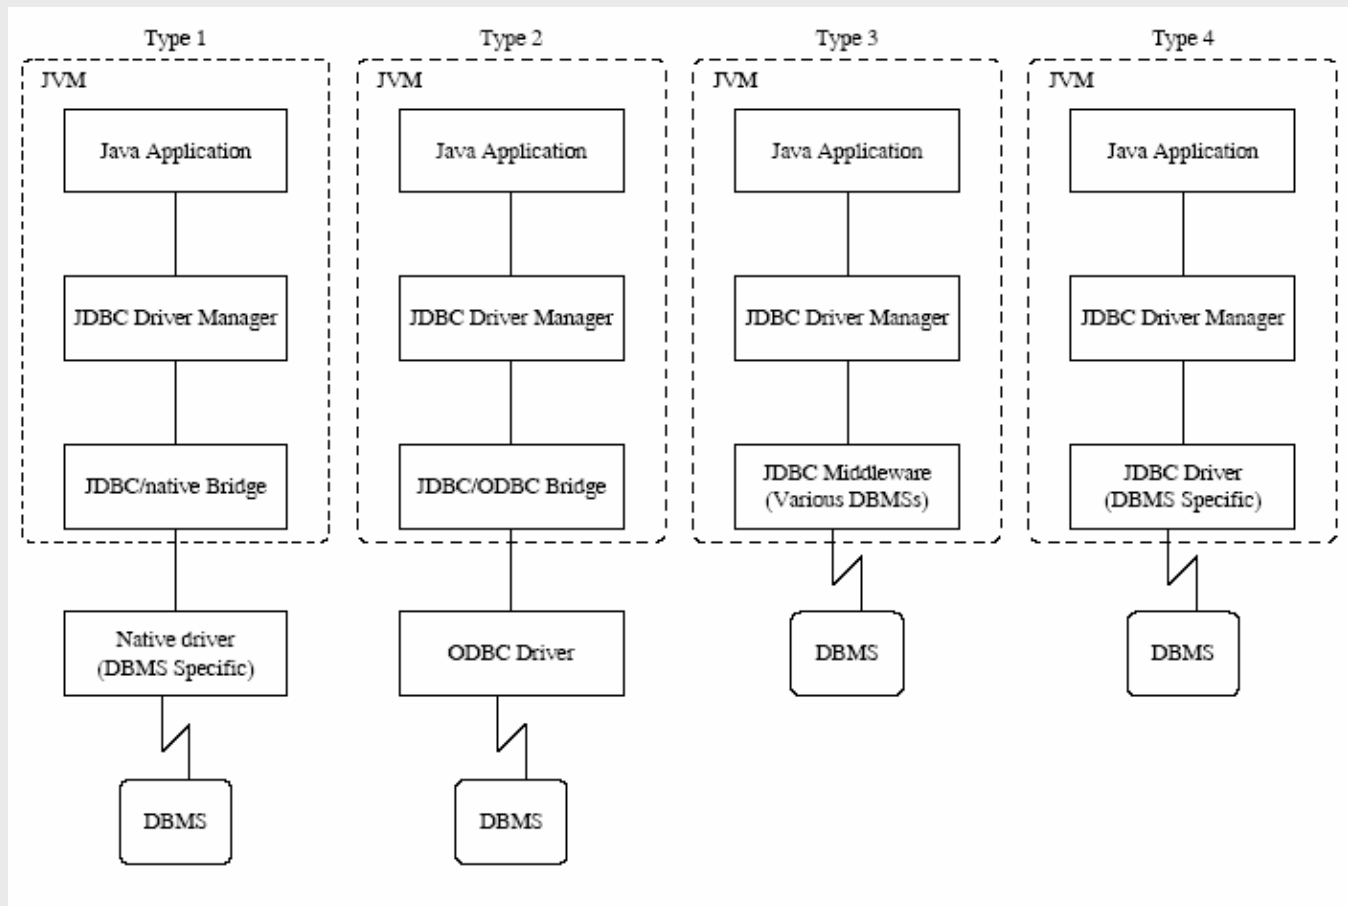 Type 1
Type 2
Type 3
Type 4
JVM
JVM
JVM
JVM
Java Application
Java Application
Java Application
Java Application
JDBC Driver Manager
JDBC Driver Manager
JDBC Driver Manager
JDBC Driver Manager
JDBC/native Bridge
JDBC/ODBC Bridge
JDBC Middleware
(Various DBMSs)
JDBC Driver
(DBMS Specific)
Native driver
(DBMS Specific)
ODBC Driver
DBMS
DBMS
DBMS
DBMS